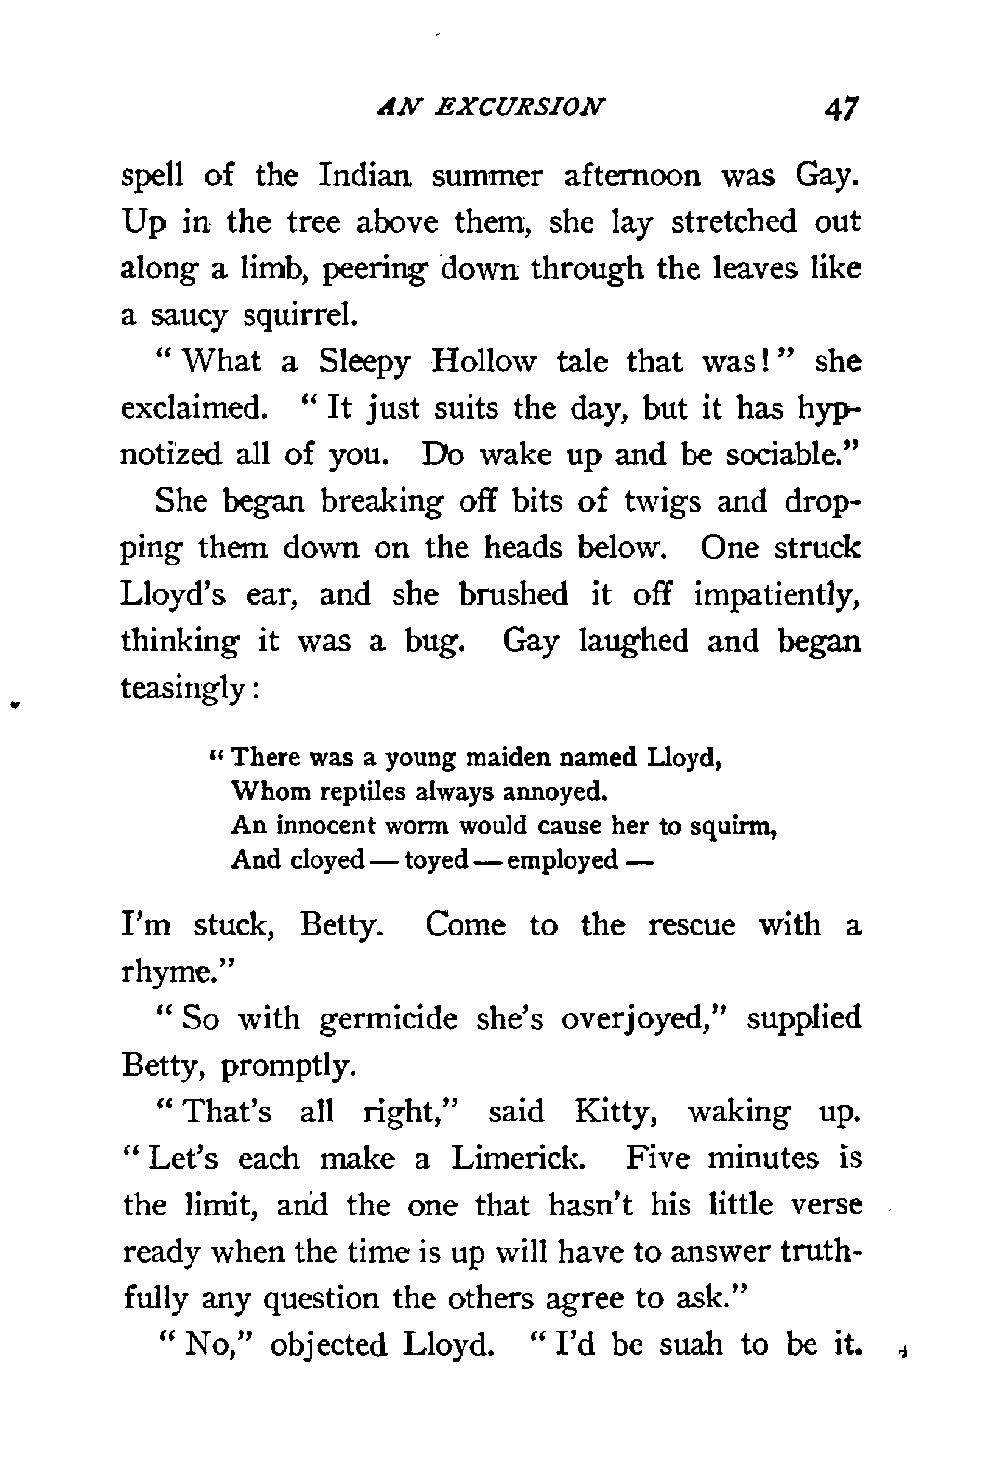 AN EXCURSION 47
spell of the Indian summer afternoon was Gay.
Up in the tree above them, she lay stretched out
along a limb, peering down through the leaves like
a saucy squirrel.
“ What a Sleepy Hollow tale that was! ” she
exclaimed. “ It just suits the day, but it has hyp-
notized all of you. Do wake up and be sociable.”
She began breaking off bits of twigs and drop-
ping them down on the heads below. One struck
Lloyd’s ear, and she brushed it off impatiently,
thinking it was a bug. Gay laughed and began
teasingly :
“ There was a young maiden named Lloyd,
Whom reptiles always annoyed.
An innocent worm would cause her to squirm,
And cloyed — toyed — employed —
I’m stuck, Betty. Come to the rescue with a
rhyme.”
“ So with germicide she’s overjoyed,” supplied
Betty, promptly.
“ That’s all right,” said Kitty, waking up.
“ Let’s each make a Limerick. Five minutes is
the limit, and the one that hasn’t his little verse
ready when the time is up will have to answer truth-
fully any question the others agree to ask.”
“ No,” objected Lloyd. “ I’d be suah to be it.